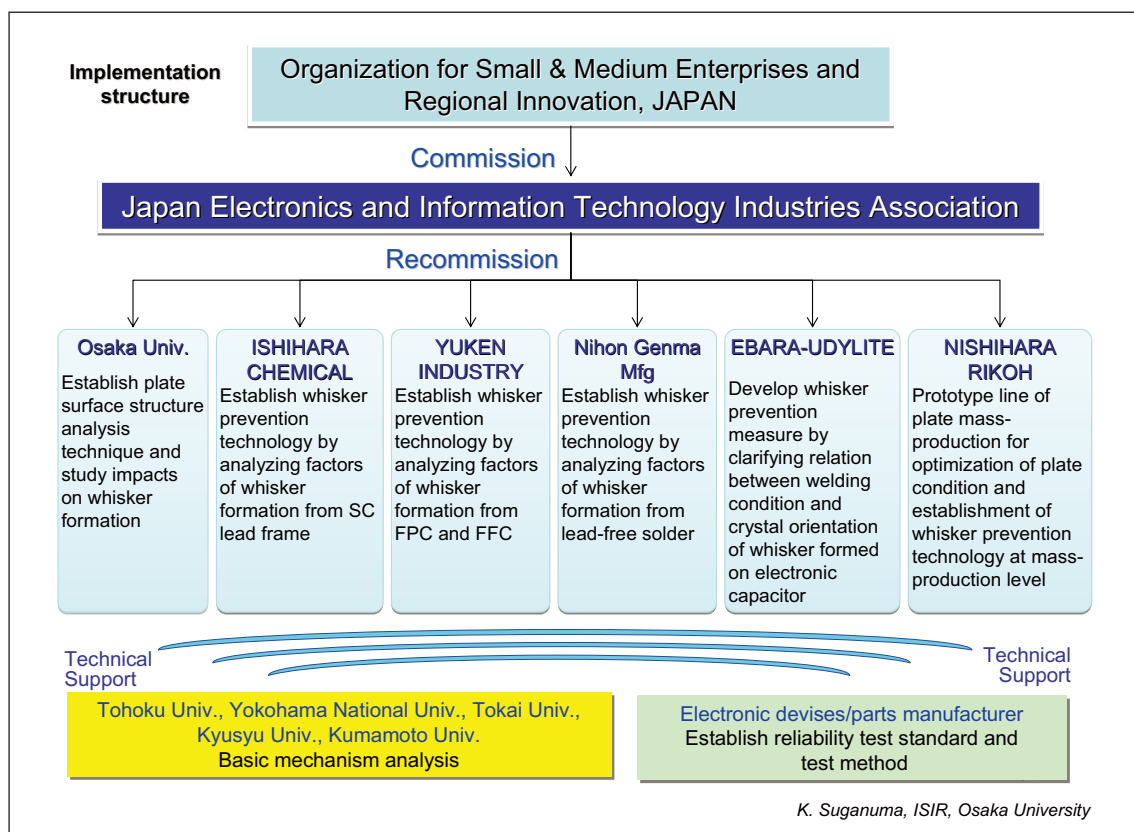 Implementation
structure
Organization for Small & Medium Enterprises and
Regional Innovation, JAPAN
Commission
Japan Electronics and Information Technology Industries Association
Recommission
Osaka Univ.
Establish plate
surface structure
analysis
technique and
study impacts
on whisker
formation
ISHIHARA
CHEMICAL
Establish whisker
prevention
technology by
analyzing factors
of whisker
formation from SC
lead frame
YUKEN
INDUSTRY
Establish whisker
prevention
technology by
analyzing factors
of whisker
formation from
FPC and FFC
Nihon Genma
Mfg
Establish whisker
prevention
technology by
analyzing factors
of whisker
formation from
lead-free solder
EBARA-UDYLITE
Develop whisker
prevention
measure by
clarifying relation
between welding
condition and
crystal orientation
of whisker formed
on electronic
capacitor
NISHIHARA
RIKOH
Prototype line of
plate mass-
production for
optimization of plate
condition and
establishment of
whisker prevention
technology at mass-
production level
Technical
Support
Technical
Support
Tohoku Univ., Yokohama National Univ., Tokai Univ.,
Kyusyu Univ., Kumamoto Univ.
Basic mechanism analysis
Electronic devises/parts manufacturer
Establish reliability test standard and
test method
K. Suganuma, ISIR, Osaka University